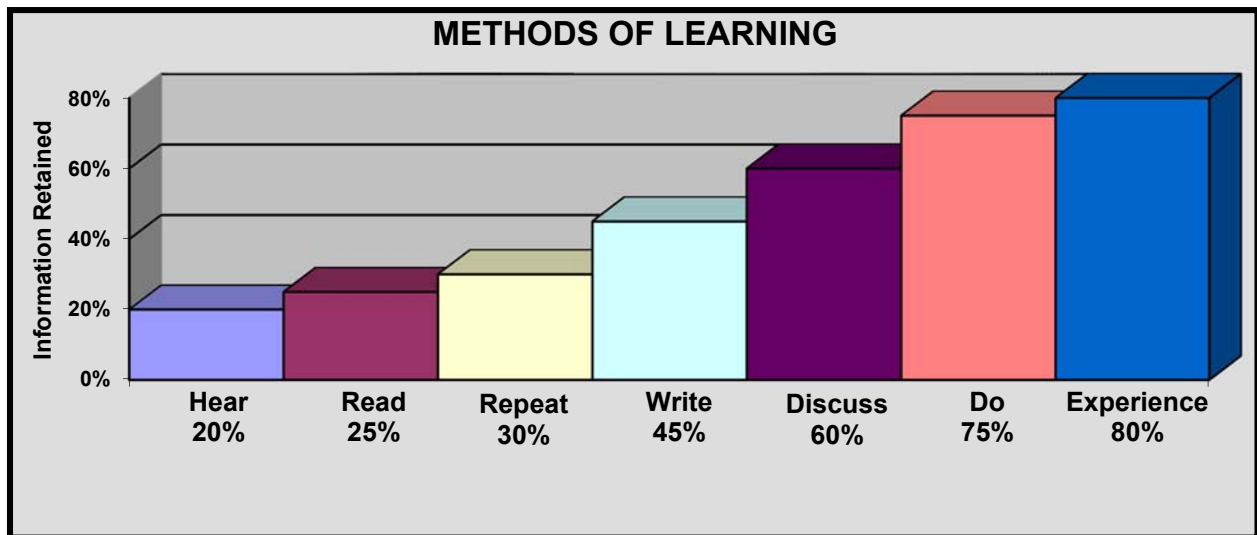 METHODS OF LEARNING
Information Retained
80%
60%
40%
20%
0%
Hear Read Repeat Write Discuss Do Experience
20% 25% 30% 45% 60% 75% 80%